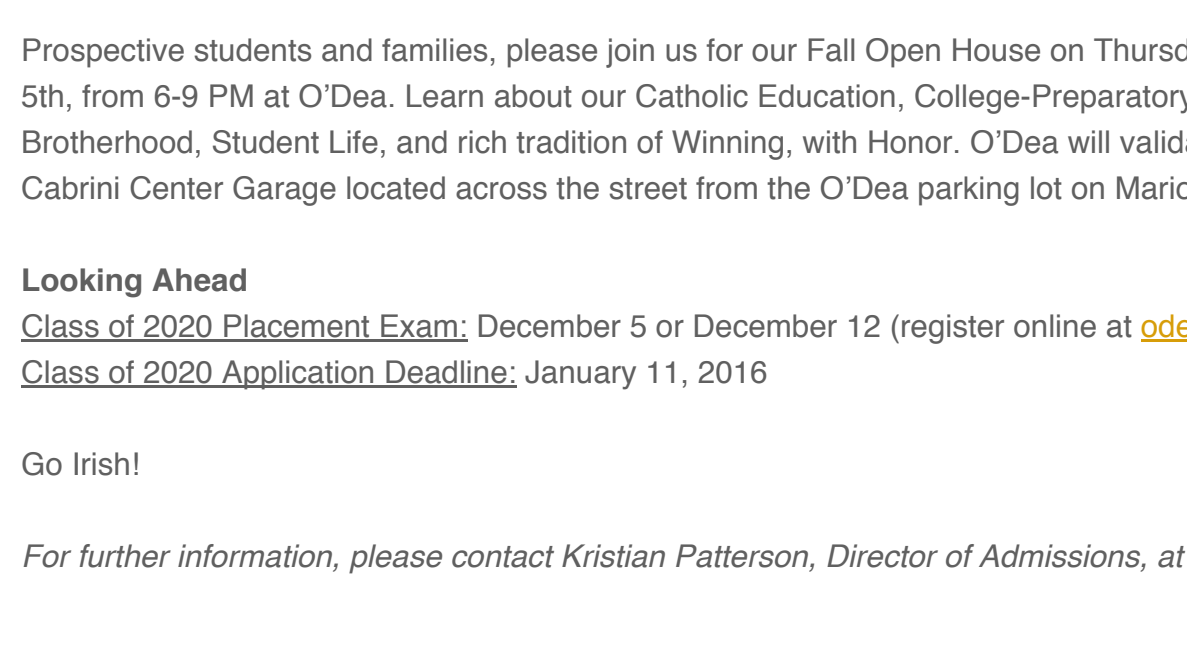 Prospective students and families, please join us for our Fall Open House on Thursd
5th, from 6-9 PM at O’Dea. Learn about our Catholic Education, College-Preparatory
Brotherhood, Student Life, and rich tradition of Winning, with Honor. O’Dea will valid
Cabrini Center Garage located across the street from the O’Dea parking lot on Mario
Looking Ahead
Class of 2020 Placement Exam: December 5 or December 12 (register online at ode
Class of 2020 Application Deadline: January 11, 2016
Go Irish!
For further information, please contact Kristian Patterson, Director of Admissions, at